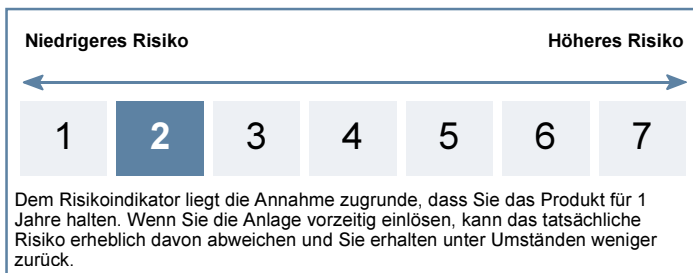 Niedrigeres Risiko Höheres Risiko
1 2 3 4 5 6 7
Dem Risikoindikator liegt die Annahme zugrunde, dass Sie das Produkt für 1
Jahre halten. Wenn Sie die Anlage vorzeitig einlösen, kann das tatsächliche
Risiko erheblich davon abweichen und Sie erhalten unter Umständen weniger
zurück.